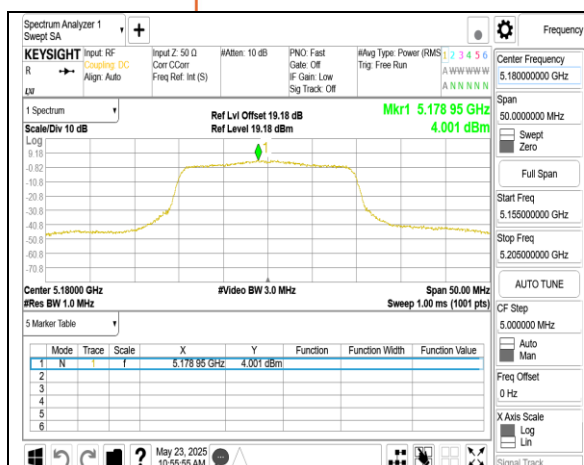 Spectrum Analyzer 1
Swept SA
Frequency
KEYSIGHT
R
LXI
Input: RF
Coupling: DC
Align: Auto
Input Z: 50 Ω
Corr CCorr
Freq Ref: Int (S)
#Atten: 10 dB
PNO: Fast
Gate: Off
IF Gain: Low
Sig Track: Off
#Avg Type: Power (RMS
Trig: Free Run
1 2 3 4 5 6
A W W W W W
A N N N N N
1 Spectrum
Scale/Div 10 dB
Ref Lvl Offset 19.18 dB
Ref Level 19.18 dBm
Mkr1 5.178 95 GHz
4.001 dBm
Log
9.18
-0.82
-10.8
-20.8
-30.8
-40.8
-50.8
-60.8
-70.8
1
Center 5.18000 GHz
#Res BW 1.0 MHz
#Video BW 3.0 MHz
Span 50.00 MHz
Sweep 1.00 ms (1001 pts)
5 Marker Table
Mode Trace Scale X Y Function Function Width Function Value
1 N 1 f 5.178 95 GHz 4.001 dBm
2
3
4
5
6
May 23, 2025
10:55:55 AM
Center Frequency
5.180000000 GHz
Span
50.0000000 MHz
Swept
Zero
Full Span
Start Freq
5.155000000 GHz
Stop Freq
5.205000000 GHz
AUTO TUNE
CF Step
5.000000 MHz
Auto
Man
Freq Offset
0 Hz
X Axis Scale
Log
Lin
Signal Track